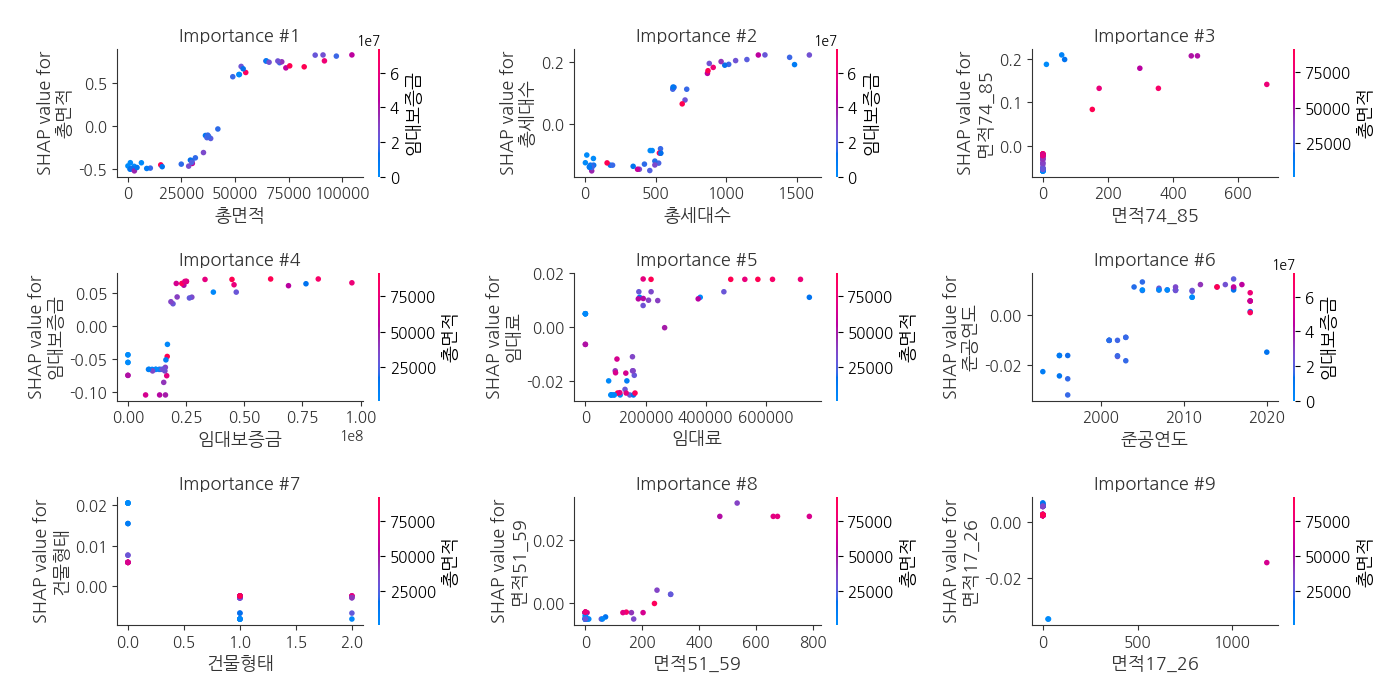 Importance #1
SHAP value for
총면적
0.5
0.0
-0.5
0
25000
50000
75000
100000
총면적
1e7
6
4
2
0
임대보증금
Importance #2
SHAP value for
총세대수
0.2
0.0
0
500
1000
1500
총세대수
1e7
6
4
2
0
임대보증금
Importance #3
SHAP value for
면적74_85
0.2
0.1
0.0
0
200
400
600
면적74_85
75000
50000
25000
총면적
Importance #4
SHAP value for
임대보증금
0.05
0.00
-0.05
-0.10
0.00
0.25
0.50
0.75
1.00
1e8
임대보증금
75000
50000
25000
총면적
Importance #5
SHAP value for
임대료
0.02
0.00
-0.02
0
200000
400000
600000
임대료
75000
50000
25000
총면적
Importance #6
SHAP value for
준공연도
0.00
-0.02
2000
2010
2020
준공연도
1e7
6
4
2
0
임대보증금
Importance #7
SHAP value for
건물형태
0.02
0.01
0.00
0.0
0.5
1.0
1.5
2.0
건물형태
75000
50000
25000
총면적
Importance #8
SHAP value for
면적51_59
0.02
0.00
0
200
400
600
800
면적51_59
75000
50000
25000
총면적
Importance #9
SHAP value for
면적17_26
0.00
-0.02
0
500
1000
면적17_26
75000
50000
25000
총면적